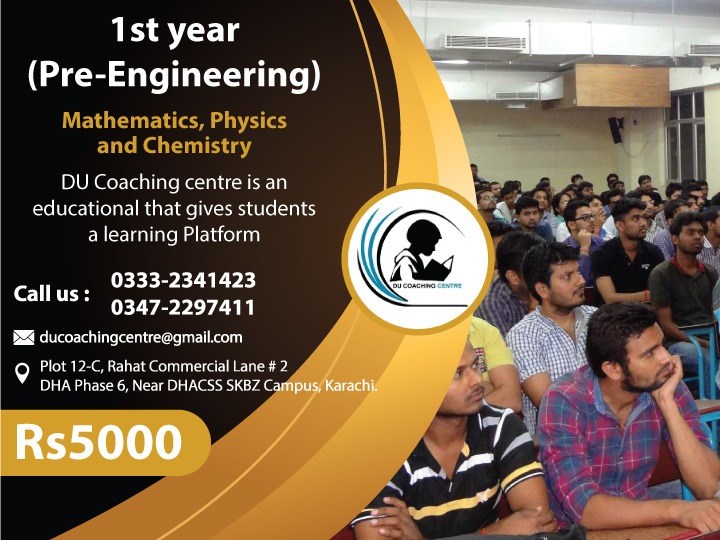 1st year
(Pre-Engineering)
Mathematics, Physics
and Chemistry
DU Coaching centre is an
educational that gives students
a learning Platform
Call us : 0333-2341423
0347-2297411
ducoachingcentre@gmail.com
Plot 12-C, Rahat Commercial Lane # 2
DHA Phase 6, Near DHACSS SKBZ Campus, Karachi.
Rs5000
DU COACHING CENTRE